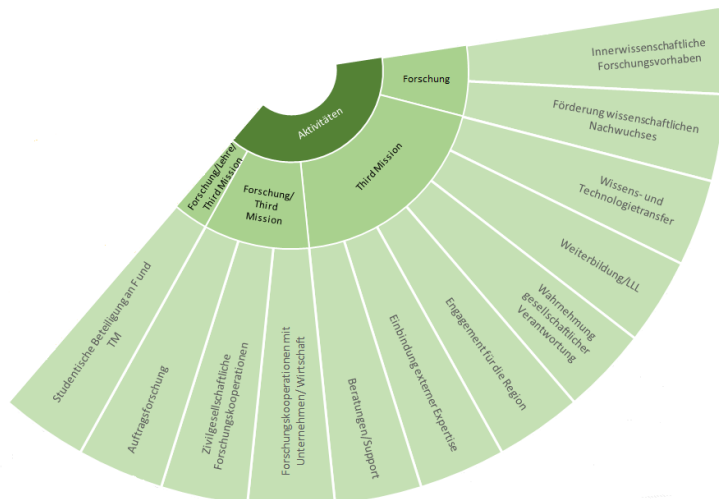 Aktivitäten
Forschung
Third Mission
Forschung/
Third
Mission
Forschung/Lehre/
Third Mission
Innerwissenschaftliche
Forschungsvorhaben
Förderung wissenschaftlichen
Nachwuchses
Wissens- und
Technologietransfer
Weiterbildung/LLL
Wahrnehmung
gesellschaftlicher
Verantwortung
Engagement für die Region
Einbindung externer Expertise
Beratungen/Support
Forschungskooperationen mit
Unternehmen/ Wirtschaft
Zivilgesellschaftliche
Forschungskooperationen
Auftragsforschung
Studentische Beteiligung an F und
TM